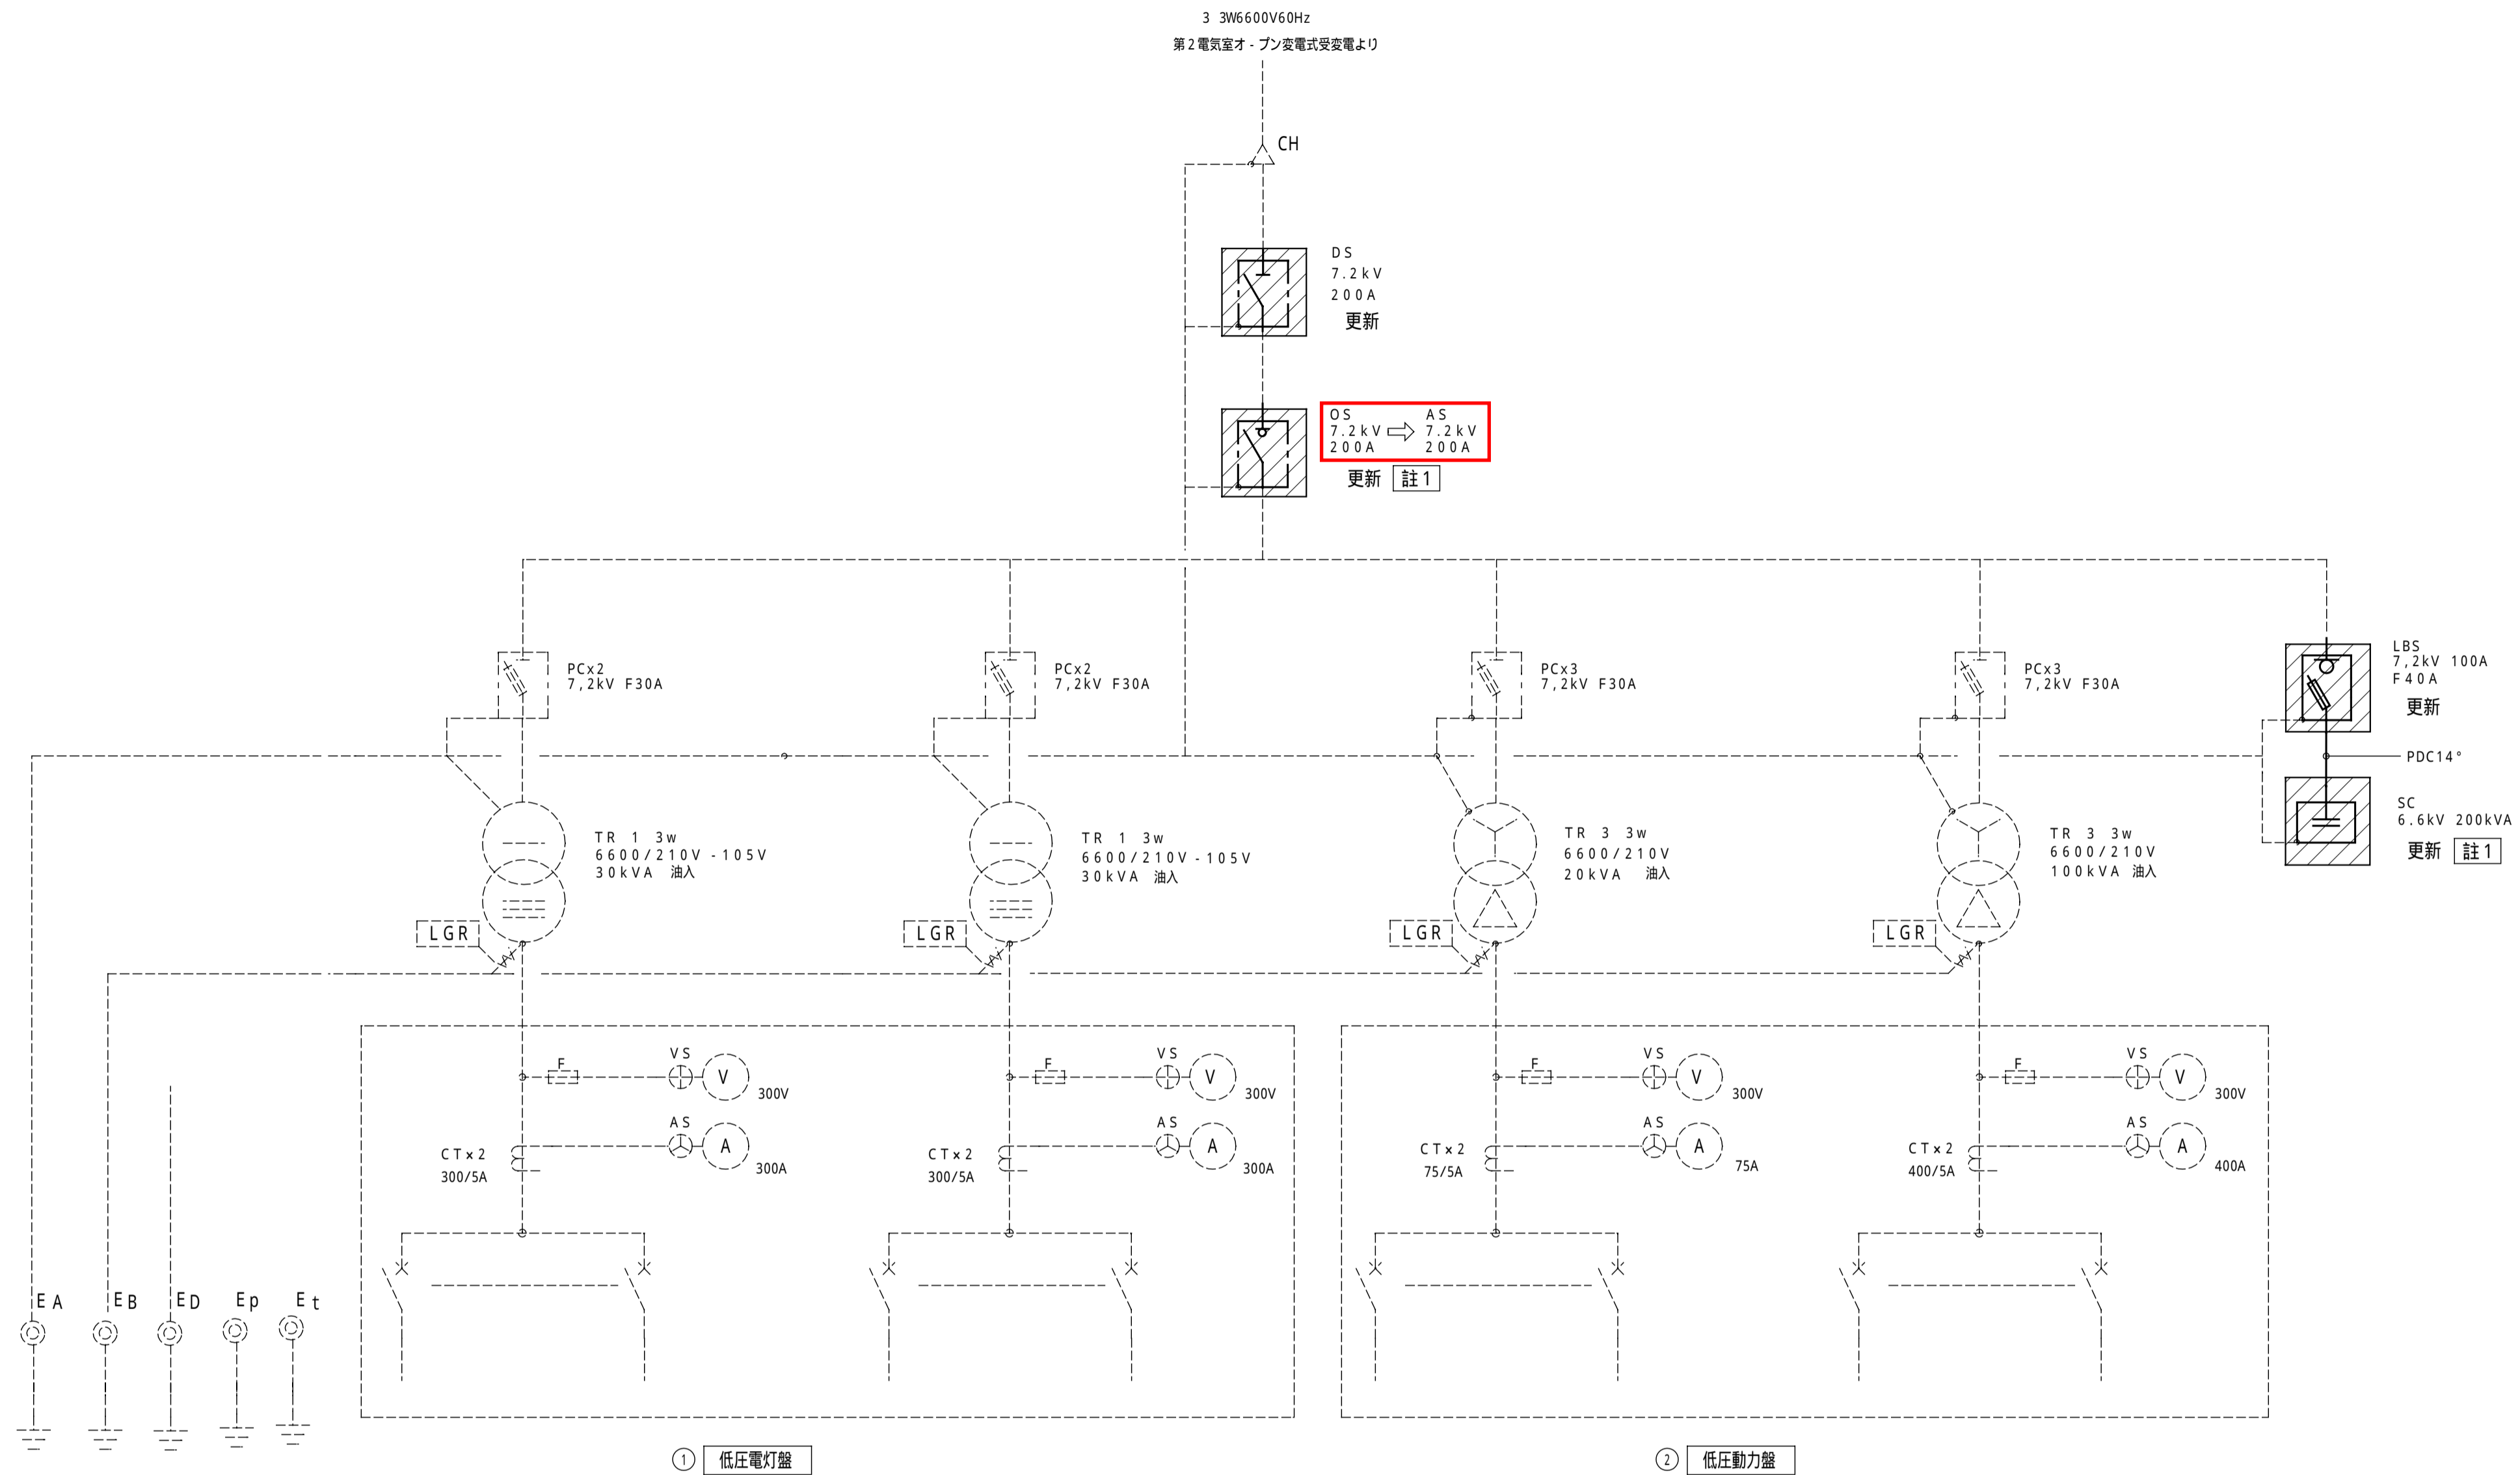 3 3W6600V60Hz
第2電気室オ-プン変電式受変電より
CH
DS
7.2kV
200A
更新
OS
7.2kV
200A
AS
7.2kV
200A
更新 註1
PCx2
7,2kV F30A
PCx2
7,2kV F30A
PCx3
7,2kV F30A
PCx3
7,2kV F30A
LBS
7,2kV 100A
F40A
更新
PDC14°
SC
6.6kV 200kVA
更新 註1
TR 1 3w
6600/210V-105V
30kVA 油入
TR 1 3w
6600/210V-105V
30kVA 油入
TR 3 3w
6600/210V
20kVA 油入
TR 3 3w
6600/210V
100kVA 油入
LGR
LGR
LGR
LGR
F
VS
V
300V
AS
A
300A
CTx2
300/5A
F
VS
V
300V
AS
A
300A
CTx2
300/5A
F
VS
V
300V
AS
A
75A
CTx2
75/5A
F
VS
V
300V
AS
A
400A
CTx2
400/5A
EA
EB
ED
Ep
Et
① 低圧電灯盤
② 低圧動力盤